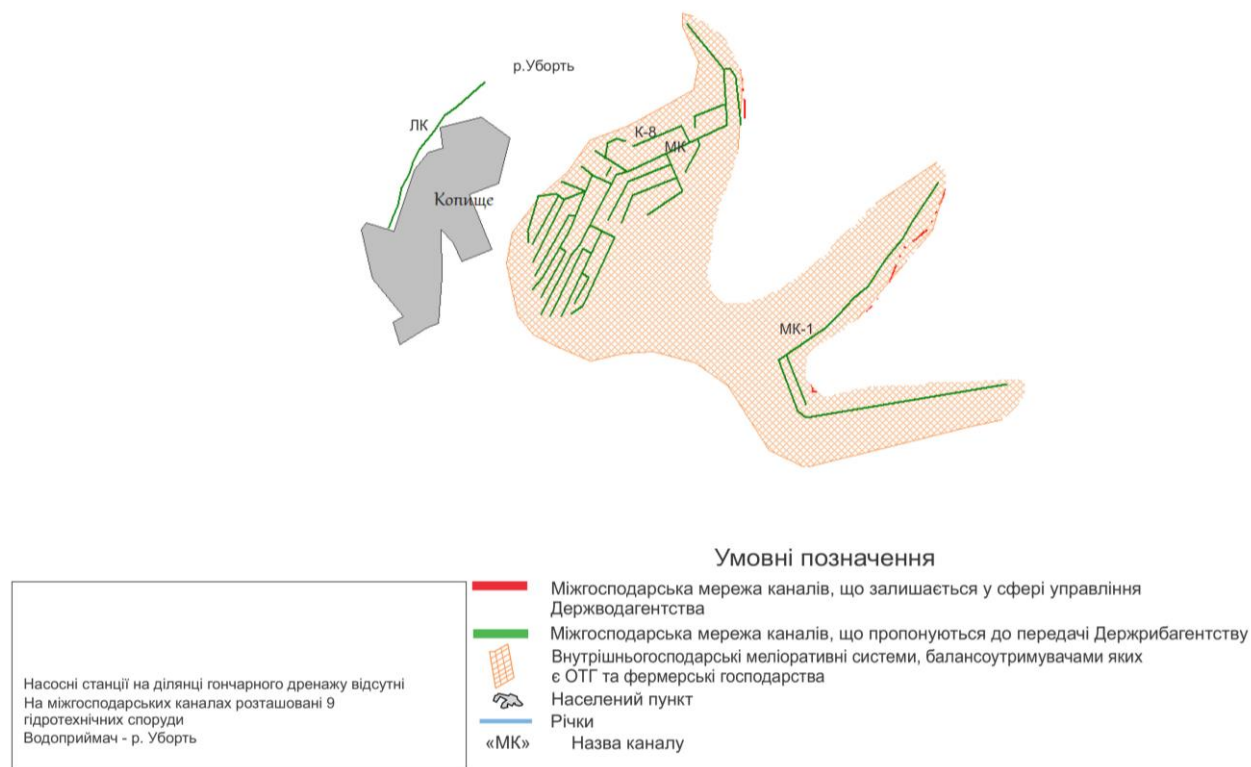 р.Уборть
ЛК
К-8
МК
Копище
МК-1
Умовні позначення
Міжгосподарська мережа каналів, що залишається у сфері управління
Держводагентства
Міжгосподарська мережа каналів, що пропонуються до передачі Держрибагентству
Внутрішньогосподарські меліоративні системи, балансоутримувачами яких
є ОТГ та фермерські господарства
Населений пункт
Річки
«МК» Назва каналу
Насосні станції на ділянці гончарного дренажу відсутні
На міжгосподарських каналах розташовані 9
гідротехнічних споруди
Водоприймач - р. Уборть